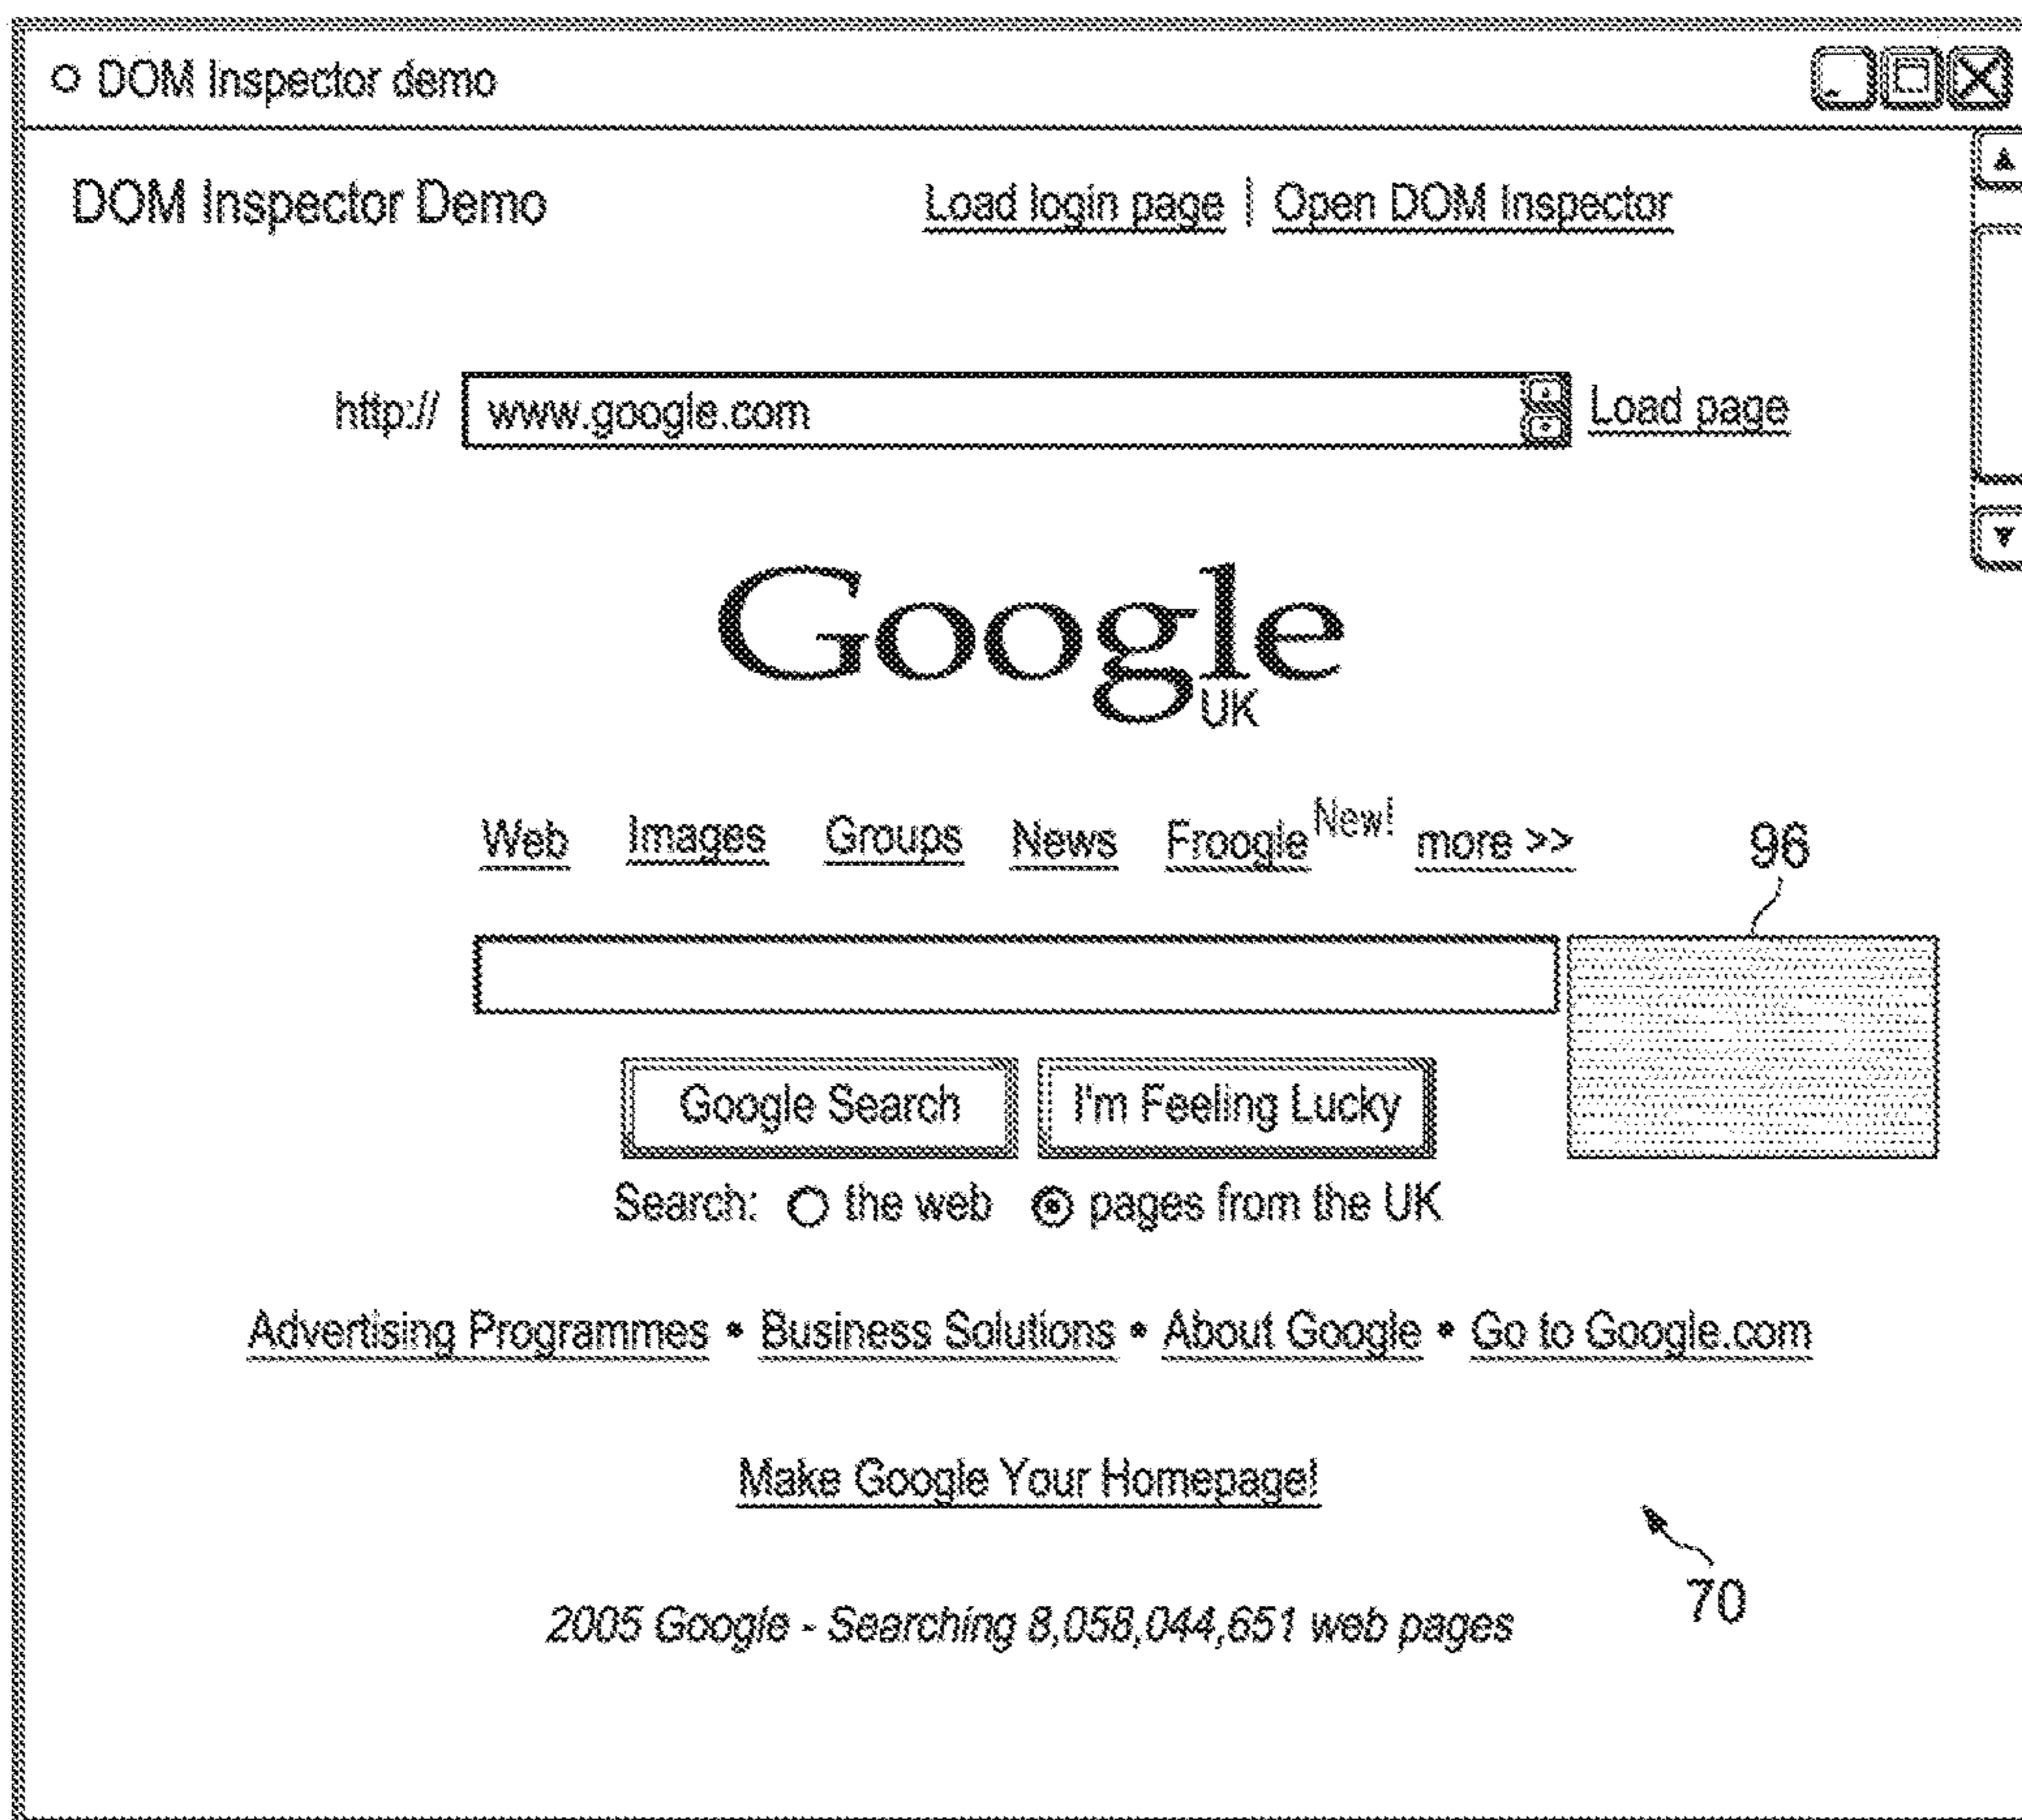 DOM Inspector demo
DOM Inspector Demo Load login page | Open DOM Inspector
http:// www.google.com Load page
Google
UK
Web Images Groups News Froogle New! more >>
96
Google Search I'm Feeling Lucky
Search: the web pages from the UK
Advertising Programmes • Business Solutions • About Google • Go to Google.com
Make Google Your Homepage!
70
2005 Google - Searching 8,058,044,651 web pages